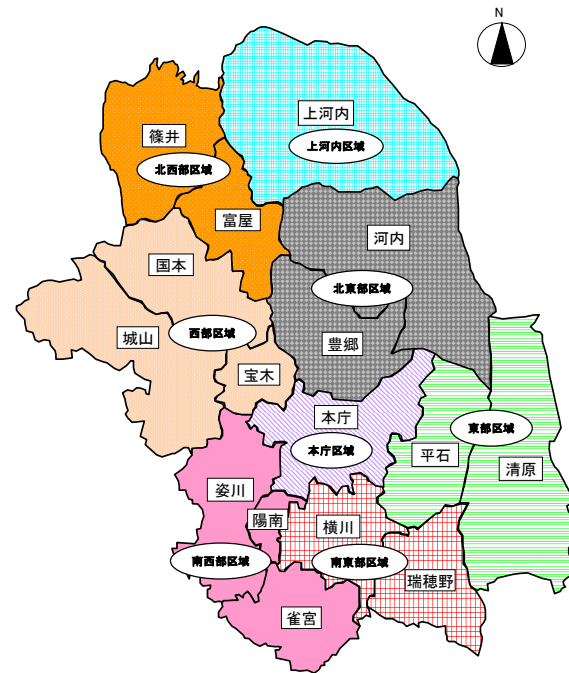 N
上河内
上河内区域
篠井
北西部区域
富屋
河内
国本
北東部区域
城山
西部区域
豊郷
宝木
本庁
本庁区域
東部区域
平石
清原
姿川
陽南
横川
南西部区域
南東部区域
瑞穂野
雀宮